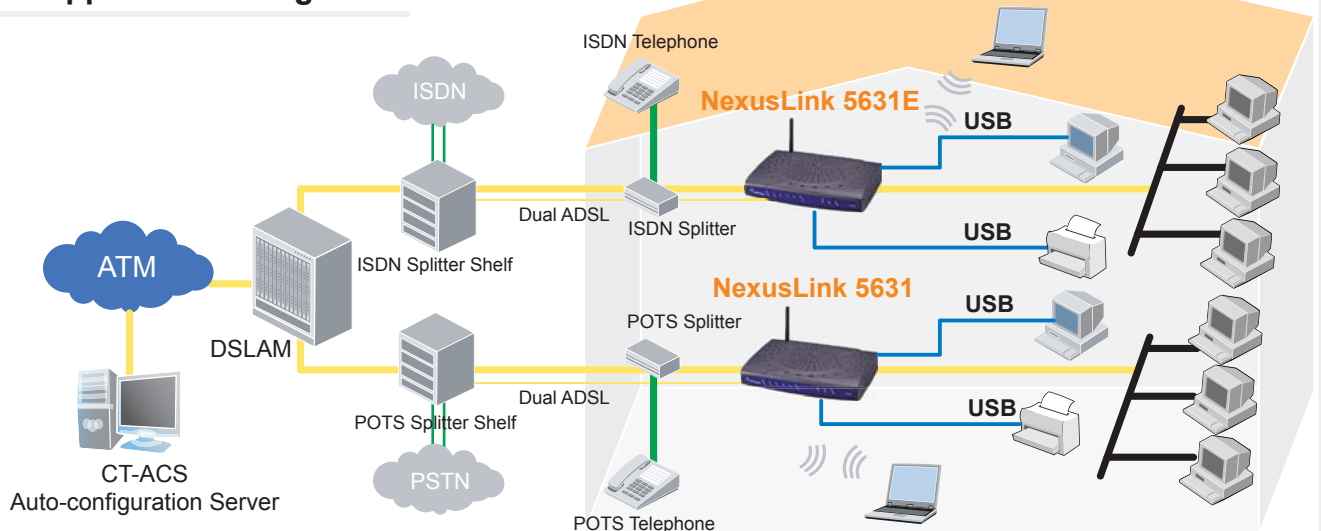 ISDN Telephone
ISDN
NexusLink 5631E
USB
Dual ADSL
ISDN Splitter
USB
ATM
ISDN Splitter Shelf
NexusLink 5631
USB
POTS Splitter
DSLAM
Dual ADSL
USB
POTS Splitter Shelf
CT-ACS
Auto-configuration Server
PSTN
POTS Telephone